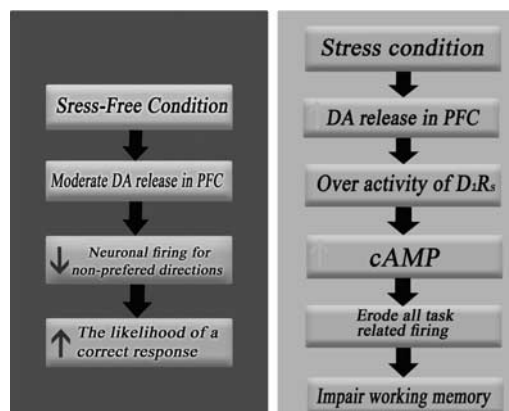 Sress-Free Condition
Moderate DA release in PFC
↓ Neuronal firing for
non-prefered directions
↑ The likelihood of a
correct response
Stress condition
↑ DA release in PFC
Over activity of D₁Rₛ
↑ cAMP
Erode all task
related firing
Impair working memory